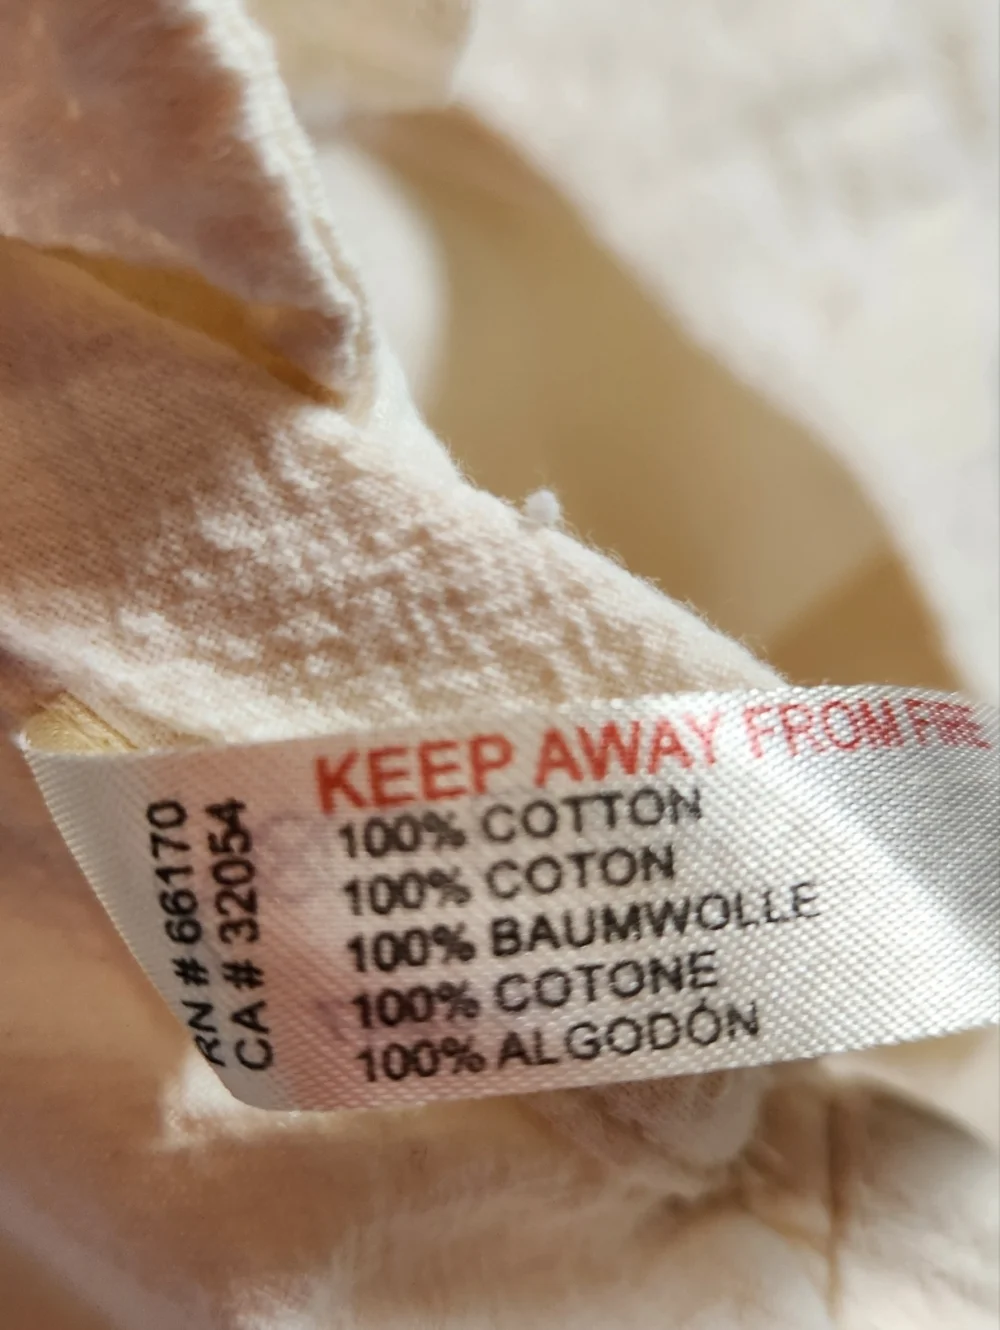 KEEP AWAY FROM FIRE
100% COTTON
100% COTON
100% BAUMWOLLE
100% COTONE
100% ALGODÓN
RN # 66170
CA # 32054